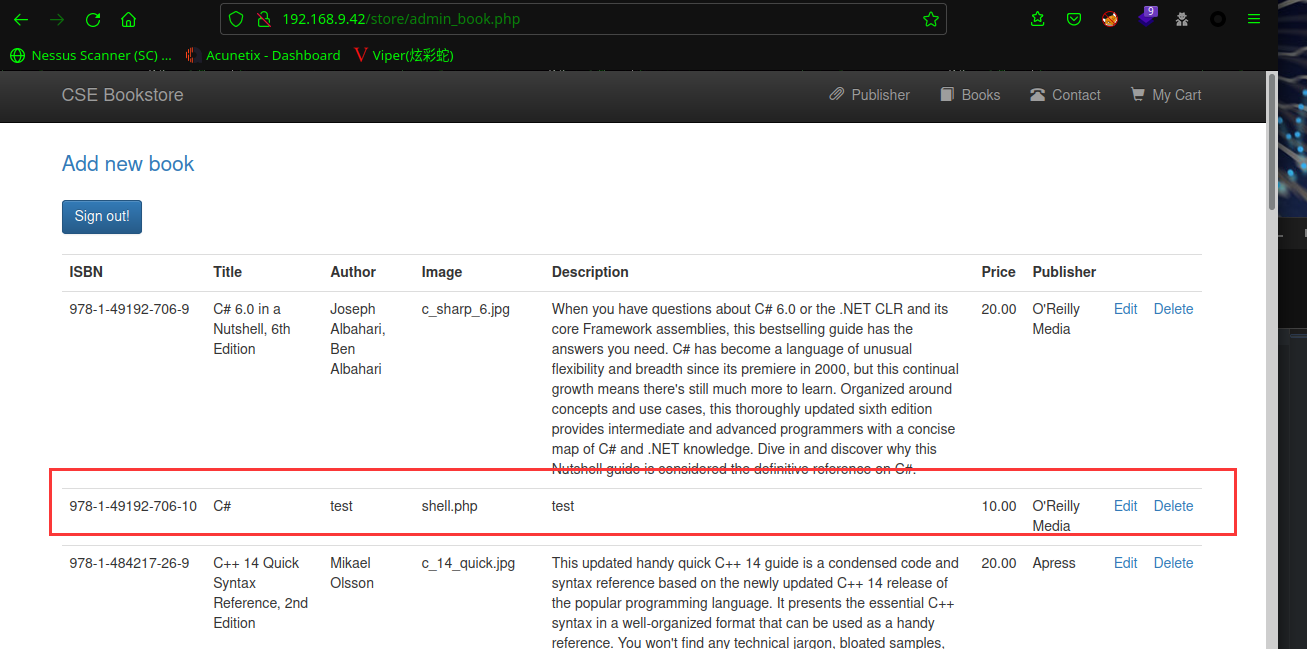 192.168.9.42/store/admin_book.php
9
Nessus Scanner (SC) ... Acunetix - Dashboard Viper(炫彩蛇)
CSE Bookstore Publisher Books Contact My Cart
Add new book
Sign out!
ISBN Title Author Image Description Price Publisher
978-1-49192-706-9 C# 6.0 in a Joseph c_sharp_6.jpg When you have questions about C# 6.0 or the .NET CLR and its 20.00 O'Reilly Edit Delete
Nutshell, 6th Albahari, core Framework assemblies, this bestselling guide has the Media
Edition Ben answers you need. C# has become a language of unusual
Albahari flexibility and breadth since its premiere in 2000, but this continual
growth means there's still much more to learn. Organized around
concepts and use cases, this thoroughly updated sixth edition
provides intermediate and advanced programmers with a concise
map of C# and .NET knowledge. Dive in and discover why this
Nutshell guide is considered the definitive reference on C#.
978-1-49192-706-10 C# test shell.php test 10.00 O'Reilly Edit Delete
Media
978-1-484217-26-9 C++ 14 Quick Mikael c_14_quick.jpg This updated handy quick C++ 14 guide is a condensed code and 20.00 Apress Edit Delete
Syntax Olsson syntax reference based on the newly updated C++ 14 release of
Reference, 2nd the popular programming language. It presents the essential C++
Edition syntax in a well-organized format that can be used as a handy
reference. You won't find any technical jargon, bloated samples,